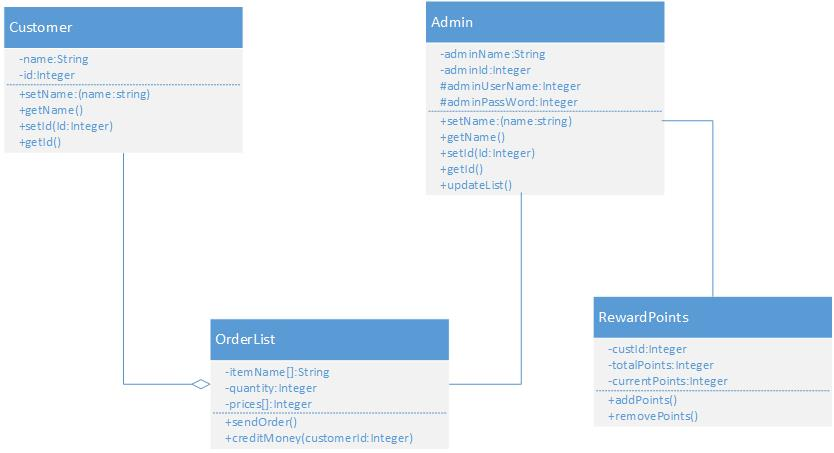 Customer
-name:String
-id:Integer
+setName:(name:string)
+getName()
+setId(Id:Integer)
+getId()
Admin
-adminName:String
-adminId:Integer
#adminUserName:Integer
#adminPassWord:Integer
+setName:(name:string)
+getName()
+setId(Id:Integer)
+getId()
+updateList()
OrderList
-itemName[]:String
-quantity:Integer
-prices[]:Integer
+sendOrder()
+creditMoney(customerId:Integer)
RewardPoints
-custId:Integer
-totalPoints:Integer
-currentPoints:Integer
+addPoints()
+removePoints()